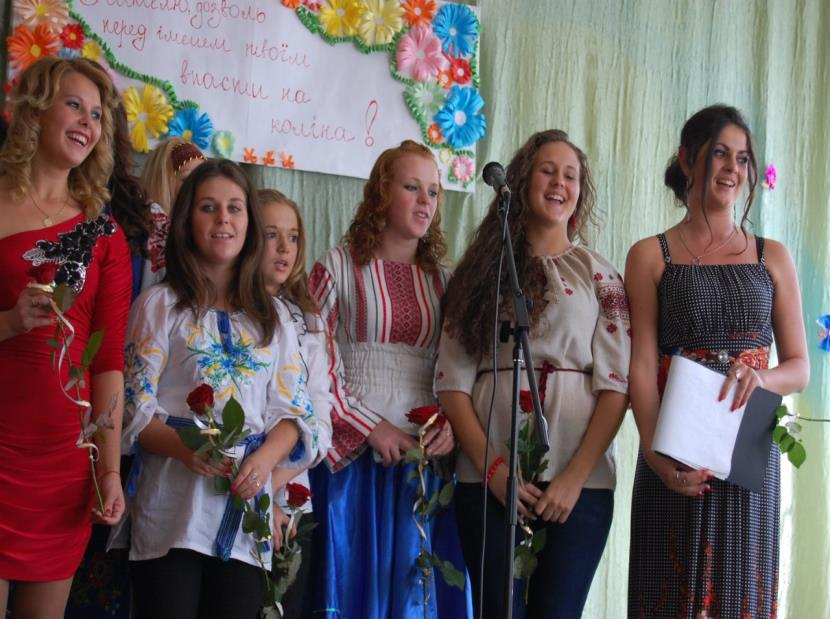 дозволь
перед іменем твоїм
впасти на
коліна!